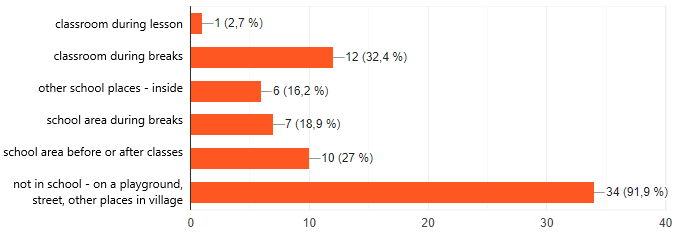 classroom during lesson
1 (2,7 %)
classroom during breaks
12 (32,4 %)
other school places - inside
6 (16,2 %)
school area during breaks
7 (18,9 %)
school area before or after classes
10 (27 %)
not in school - on a playground,
street, other places in village
34 (91,9 %)
0 10 20 30 40